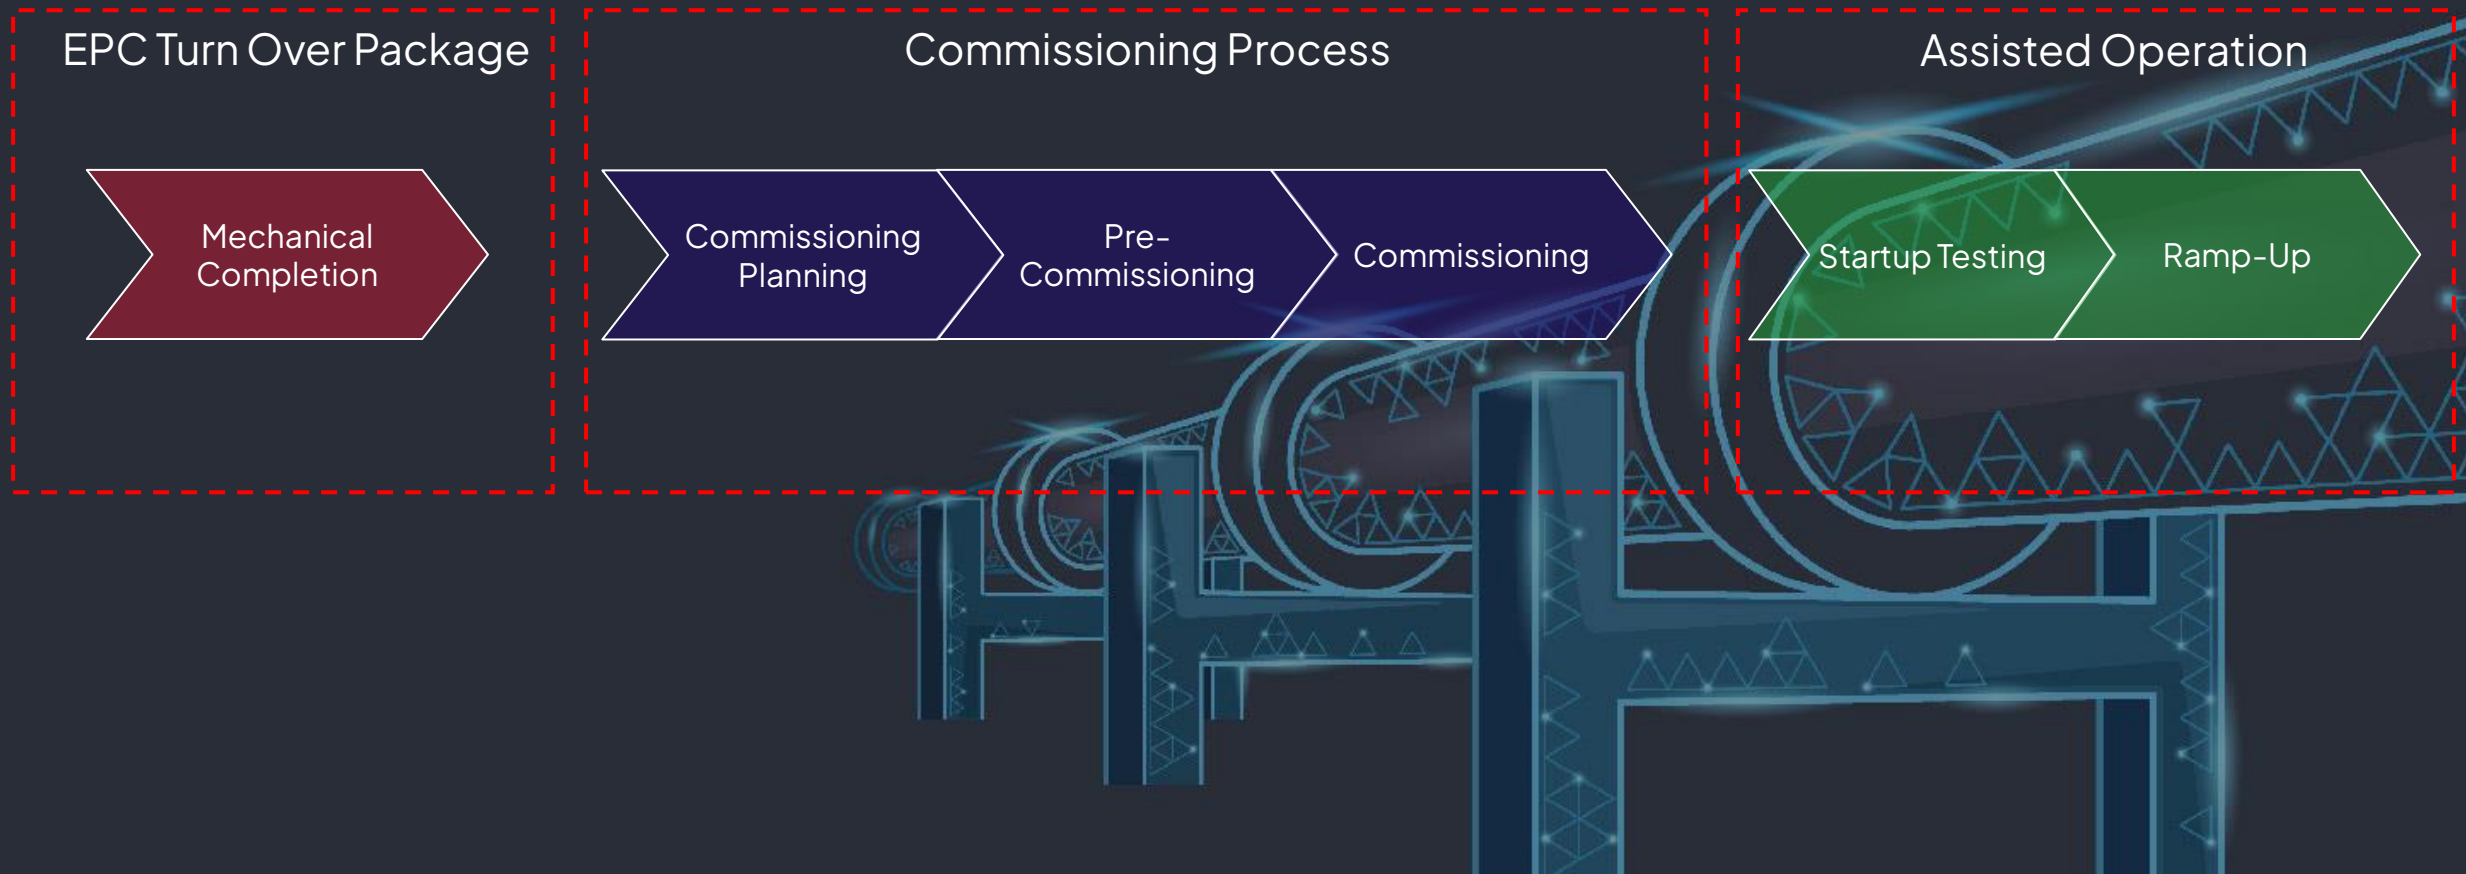 EPC Turn Over Package
Mechanical
Completion
Commissioning Process
Commissioning
Planning
Pre-
Commissioning
Commissioning
Assisted Operation
Startup Testing
Ramp-Up